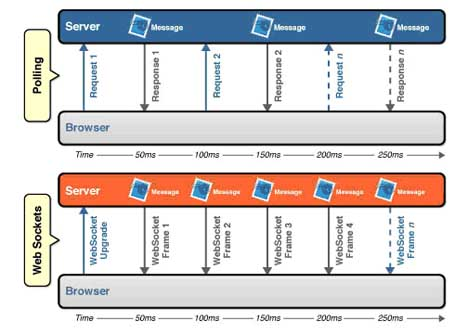 Polling
Server
Message
Message
Message
Request 1
Response 1
Request 2
Response 2
Request n
Response n
Browser
Time
50ms
100ms
150ms
200ms
250ms
Web Sockets
Server
Message
Message
Message
Message
Message
WebSocket
Upgrade
WebSocket
Frame 1
WebSocket
Frame 2
WebSocket
Frame 3
WebSocket
Frame 4
WebSocket
Frame n
Browser
Time
50ms
100ms
150ms
200ms
250ms